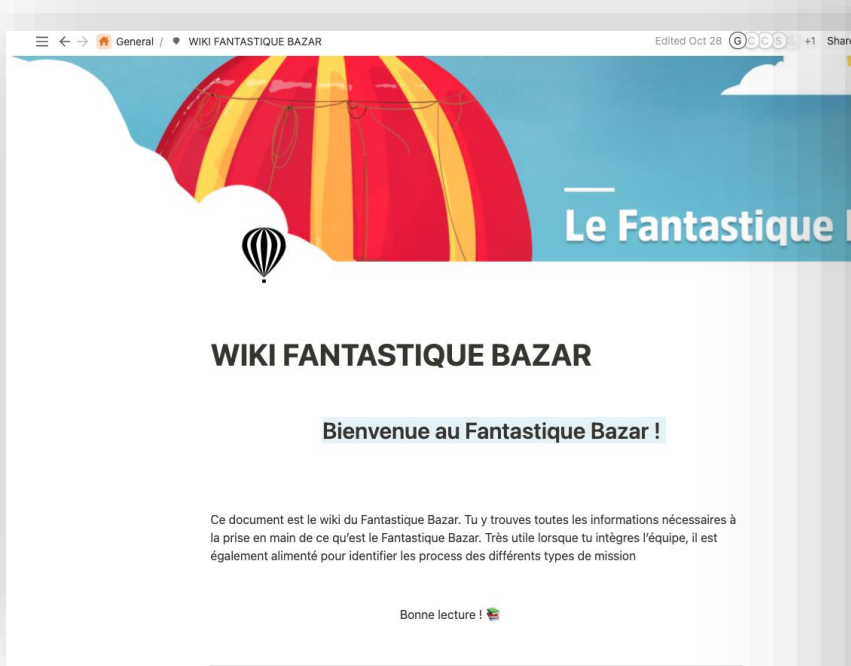 General / WIKI FANTASTIQUE BAZAR
Edited Oct 28 G C C S +1 Share
Le Fantastique
WIKI FANTASTIQUE BAZAR
Bienvenue au Fantastique Bazar !
Ce document est le wiki du Fantastique Bazar. Tu y trouves toutes les informations nécessaires à
la prise en main de ce qu'est le Fantastique Bazar. Très utile lorsque tu intègres l'équipe, il est
également alimenté pour identifier les process des différents types de mission
Bonne lecture ! 📚